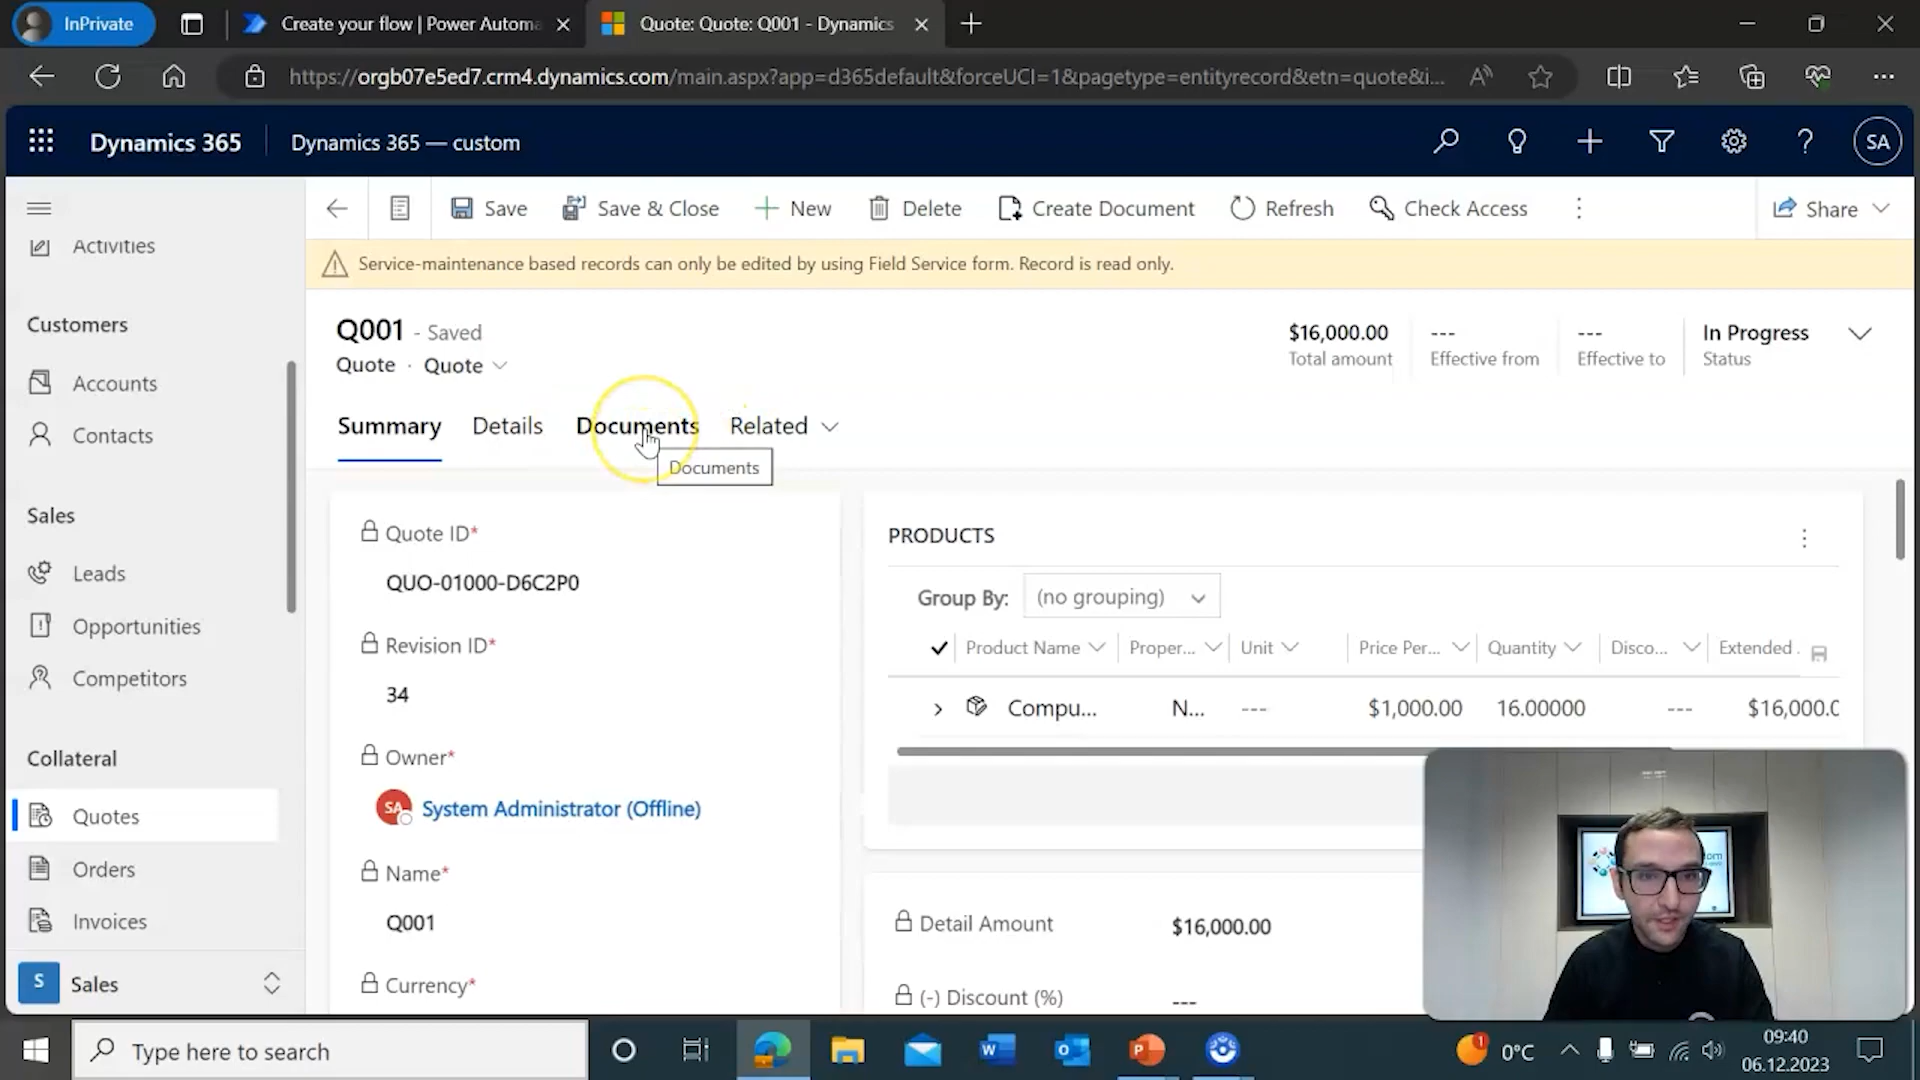 InPrivate
Create your flow | Power Autom
Quote: Quote: Q001 - Dynamics
https://orgb07e5ed7.crm4.dynamics.com/main.aspx?app=d365default&forceUCI=1&pagetype=entityrecord&etn=quote&i...
Dynamics 365
Dynamics 365 — custom
SA
Save
Save & Close
New
Delete
Create Document
Refresh
Check Access
Share
Service-maintenance based records can only be edited by using Field Service form. Record is read only.
Activities
Customers
Accounts
Contacts
Sales
Leads
Opportunities
Competitors
Collateral
Quotes
Orders
Invoices
S
Sales
Q001 - Saved
Quote · Quote
$16,000.00
Total amount
---
Effective from
---
Effective to
In Progress
Status
Summary
Details
Documents
Related
Documents
Quote ID*
QUO-01000-D6C2P0
Revision ID*
34
Owner*
SA
System Administrator (Offline)
Name*
Q001
Currency*
PRODUCTS
Group By:
(no grouping)
Product Name
Proper...
Unit
Price Per...
Quantity
Disco...
Extended
Compu...
N...
---
$1,000.00
16.00000
---
$16,000.0
Detail Amount
$16,000.00
(-) Discount (%)
---
Type here to search
1
0°C
09:40
06.12.2023